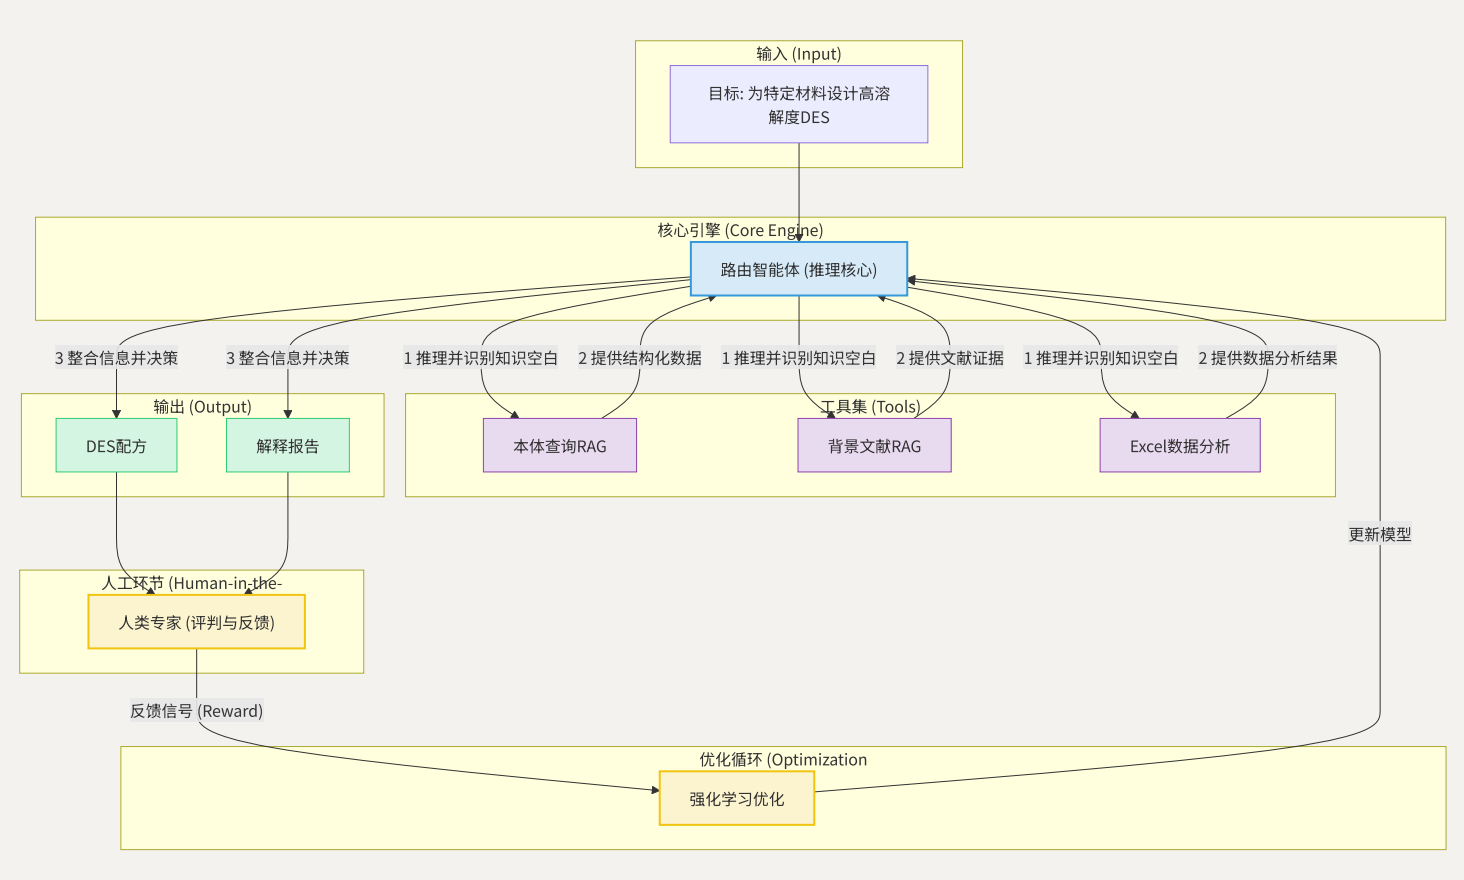 输入 (Input)
目标: 为特定材料设计高溶
解度DES
核心引擎 (Core Engine)
路由智能体 (推理核心)
3 整合信息并决策
3 整合信息并决策
1 推理并识别知识空白
2 提供结构化数据
1 推理并识别知识空白
2 提供文献证据
1 推理并识别知识空白
2 提供数据分析结果
输出 (Output)
DES配方
解释报告
工具集 (Tools)
本体查询RAG
背景文献RAG
Excel数据分析
更新模型
人工环节 (Human-in-the-
人类专家 (评判与反馈)
反馈信号 (Reward)
优化循环 (Optimization
强化学习优化